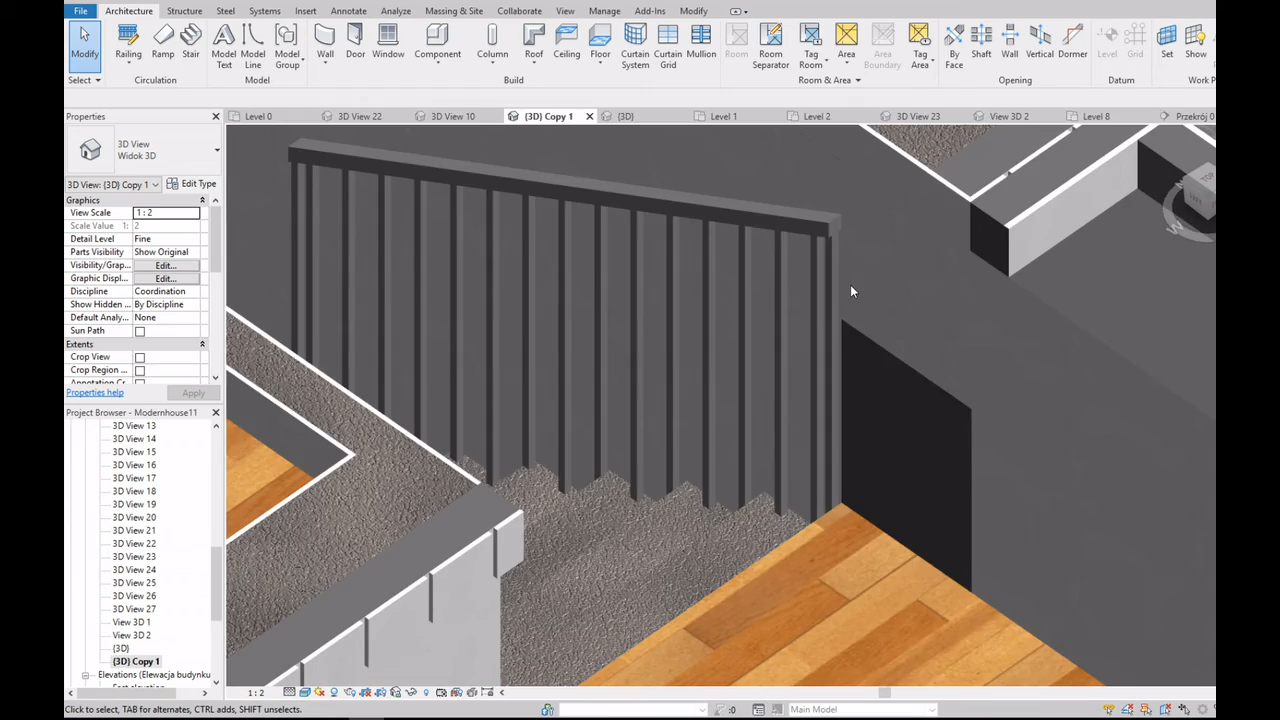 File Architecture Structure Steel Systems Insert Annotate Analyze Massing & Site Collaborate View Manage Add-Ins Modify
Modify Railing Ramp Stair Model Text Model Line Model Group Wall Door Window Component Column Roof Ceiling Floor Curtain System Curtain Grid Mullion Room Room Separator Tag Room Area Area Boundary Tag Area By Face Shaft Wall Vertical Dormer Level Grid Set Show
Select Circulation Model Build Room & Area Opening Datum Work P
Properties
Level 0 3D View 22 3D View 10 {3D} Copy 1 {3D} Level 1 Level 2 3D View 23 View 3D 2 Level 8 Przekrój 0
3D View
Widok 3D
3D View: {3D} Copy 1 Edit Type
Graphics
View Scale 1 : 2
Scale Value 1: 2
Detail Level Fine
Parts Visibility Show Original
Visibility/Grap... Edit...
Graphic Displ... Edit...
Discipline Coordination
Show Hidden ... By Discipline
Default Analy... None
Sun Path
Extents
Crop View
Crop Region ...
Annotation Cr
Properties help Apply
Project Browser - Modernhouse11
3D View 13
3D View 14
3D View 15
3D View 16
3D View 17
3D View 18
3D View 19
3D View 20
3D View 21
3D View 22
3D View 23
3D View 24
3D View 25
3D View 26
3D View 27
View 3D 1
View 3D 2
{3D}
{3D} Copy 1
Elevations (Elewacja budynku
East elevation
TOP
W
1 : 2
Click to select, TAB for alternates, CTRL adds, SHIFT unselects. :0 Main Model